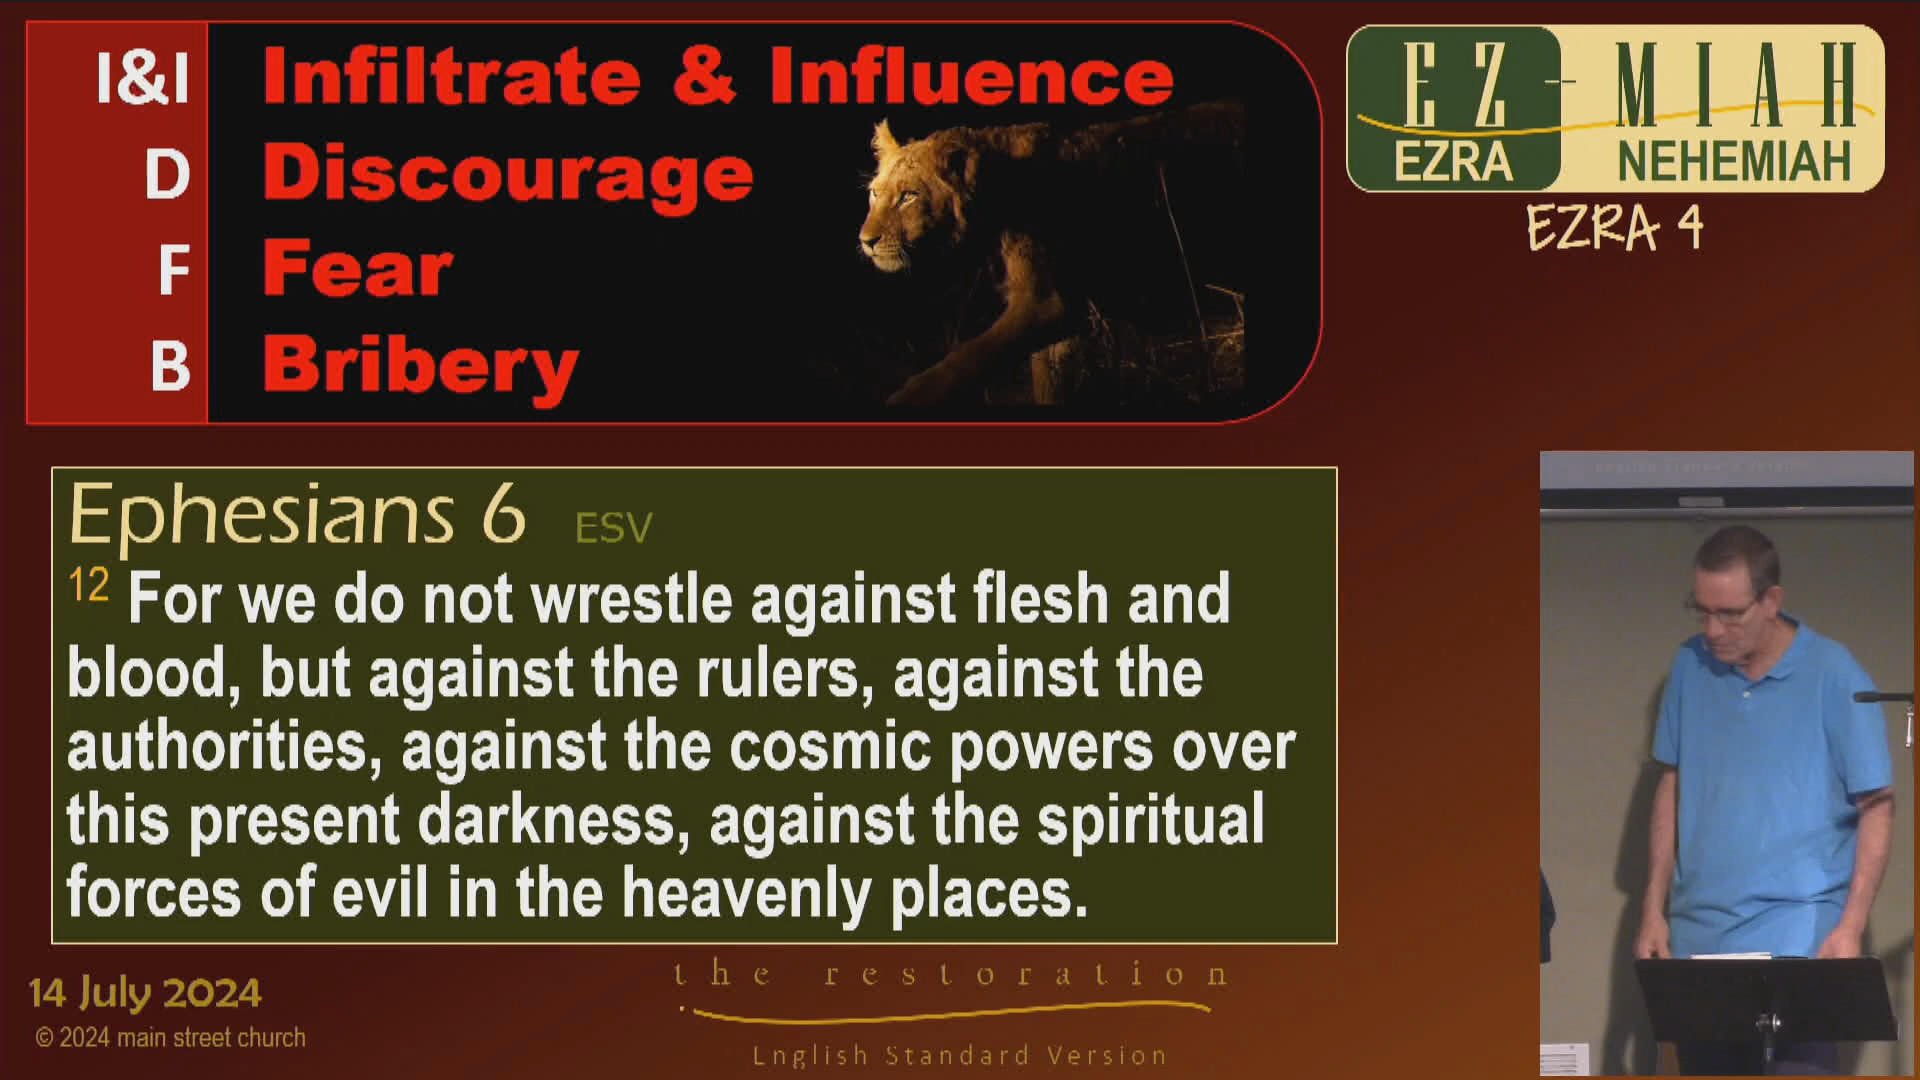 I&I Infiltrate & Influence
D Discourage
F Fear
B Bribery
EZ-MIAH
EZRA NEHEMIAH
EZRA 4
Ephesians 6 ESV
12 For we do not wrestle against flesh and
blood, but against the rulers, against the
authorities, against the cosmic powers over
this present darkness, against the spiritual
forces of evil in the heavenly places.
14 July 2024
© 2024 main street church
the restoration
English Standard Version